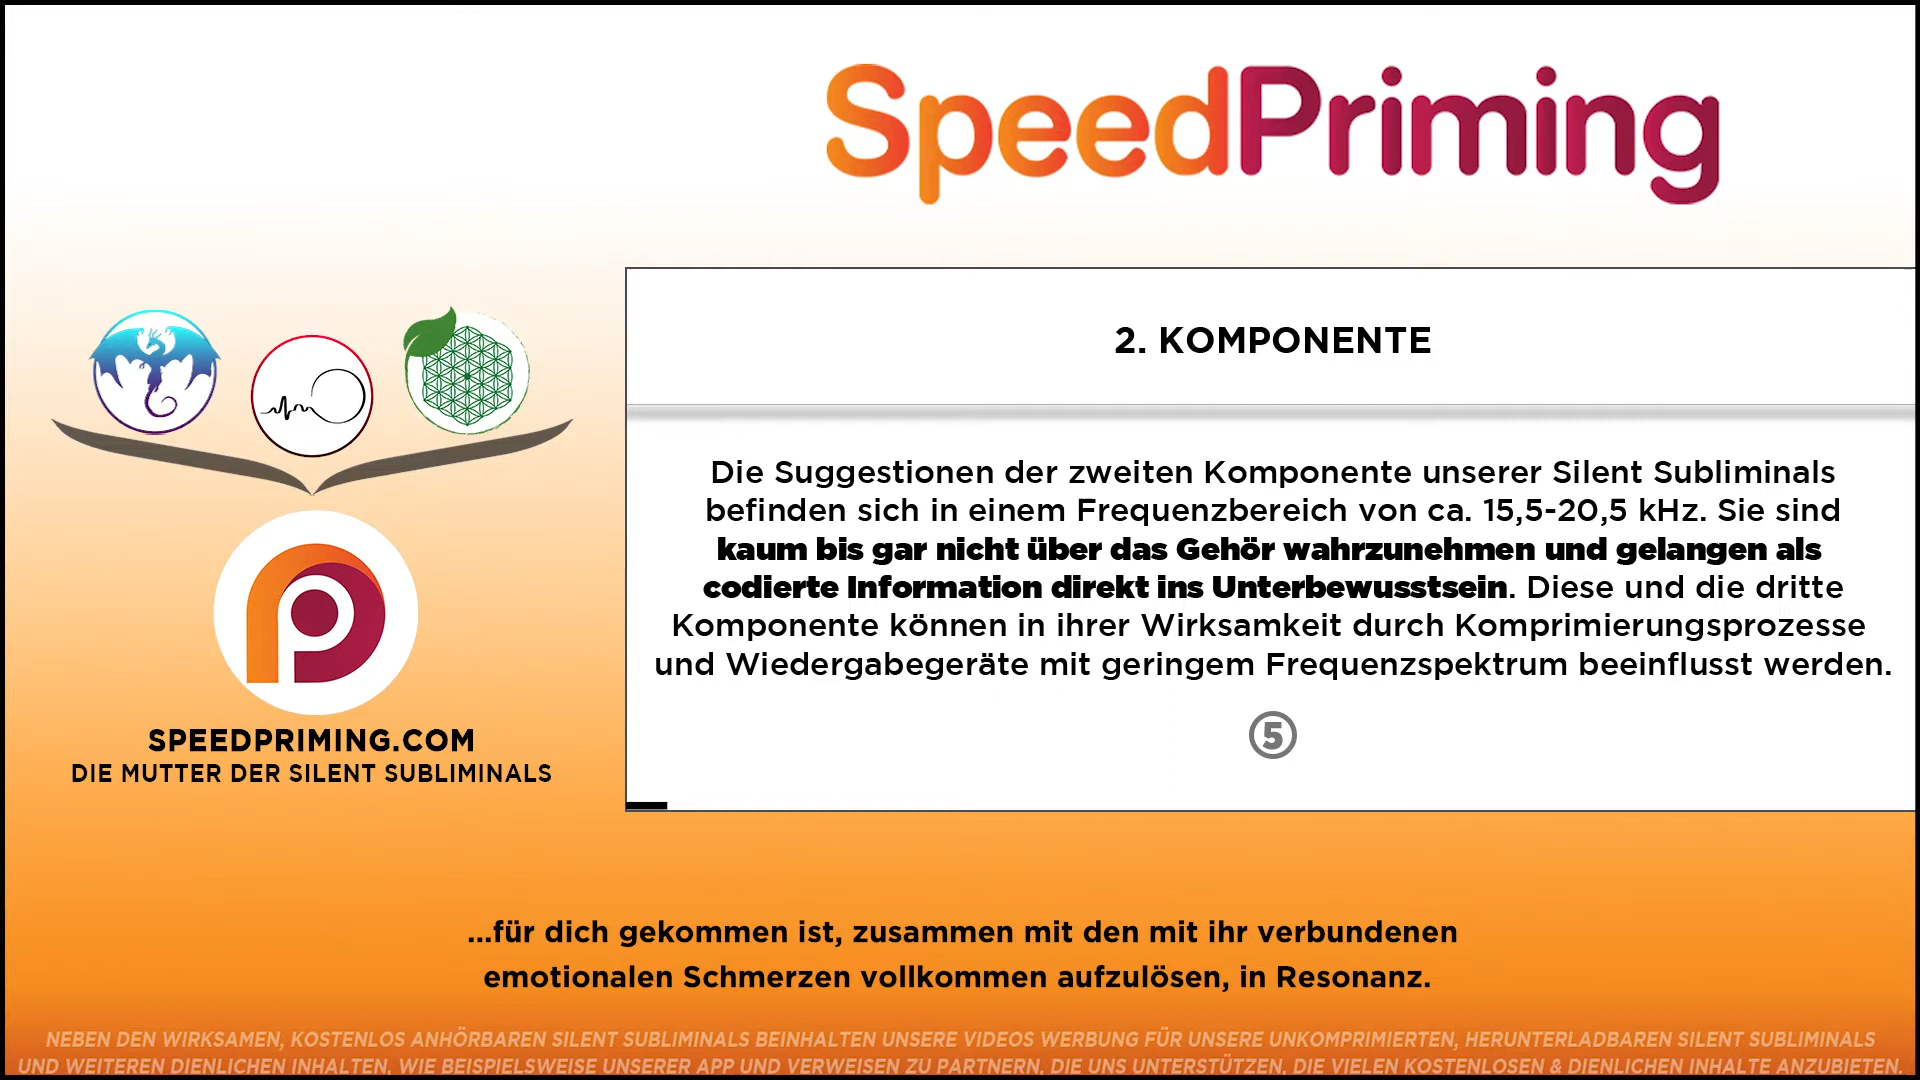 SpeedPriming
2. KOMPONENTE
Die Suggestionen der zweiten Komponente unserer Silent Subliminals
befinden sich in einem Frequenzbereich von ca. 15,5-20,5 kHz. Sie sind
kaum bis gar nicht über das Gehör wahrzunehmen und gelangen als
codierte Information direkt ins Unterbewusstsein. Diese und die dritte
Komponente können in ihrer Wirksamkeit durch Komprimierungsprozesse
und Wiedergabegeräte mit geringem Frequenzspektrum beeinflusst werden.
5
SPEEDPRIMING.COM
DIE MUTTER DER SILENT SUBLIMINALS
...für dich gekommen ist, zusammen mit den mit ihr verbundenen
emotionalen Schmerzen vollkommen aufzulösen, in Resonanz.
NEBEN DEN WIRKSAMEN, KOSTENLOS ANHÖRBAREN SILENT SUBLIMINALS BEINHALTEN UNSERE VIDEOS WERBUNG FÜR UNSERE UNKOMPRIMIERTEN, HERUNTERLADBAREN SILENT SUBLIMINALS
UND WEITEREN DIENLICHEN INHALTEN, WIE BEISPIELSWEISE UNSERER APP UND VERWEISEN ZU PARTNERN, DIE UNS UNTERSTÜTZEN, DIE VIELEN KOSTENLOSEN & DIENLICHEN INHALTE ANZUBIETEN.